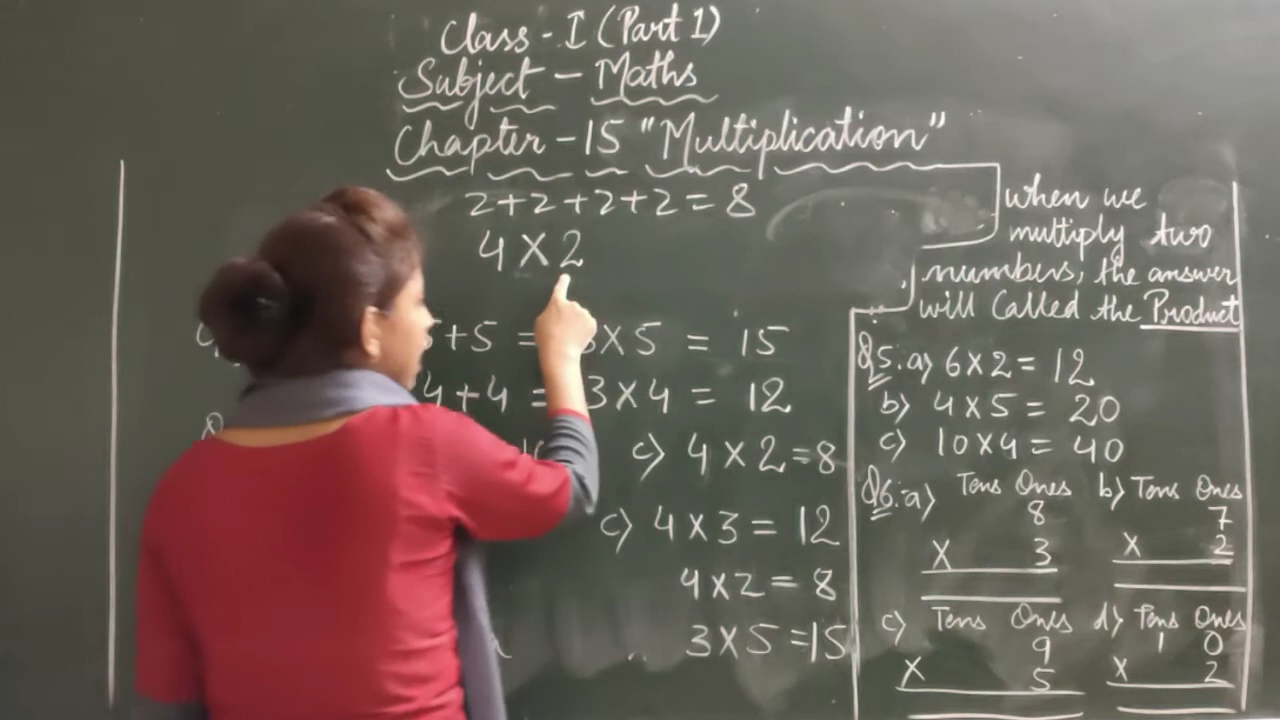 Class - I (Part 1)
Subject - Maths
Chapter - 15 "Multiplication"
2+2+2+2=8
4X2
+5 = X5 = 15
4+4 = 3X4 = 12
c) 4X2=8
c) 4X3=12
4x2=8
3X5=15
when we
multiply two
numbers, the answer
will called the Product
Q5. a) 6X2=12
b) 4X5=20
c) 10X4=40
Q6. a) Tens Ones b) Tens Ones
8 7
X 3 X 2
c) Tens Ones d) Tens Ones
9 1 0
X 5 X 2